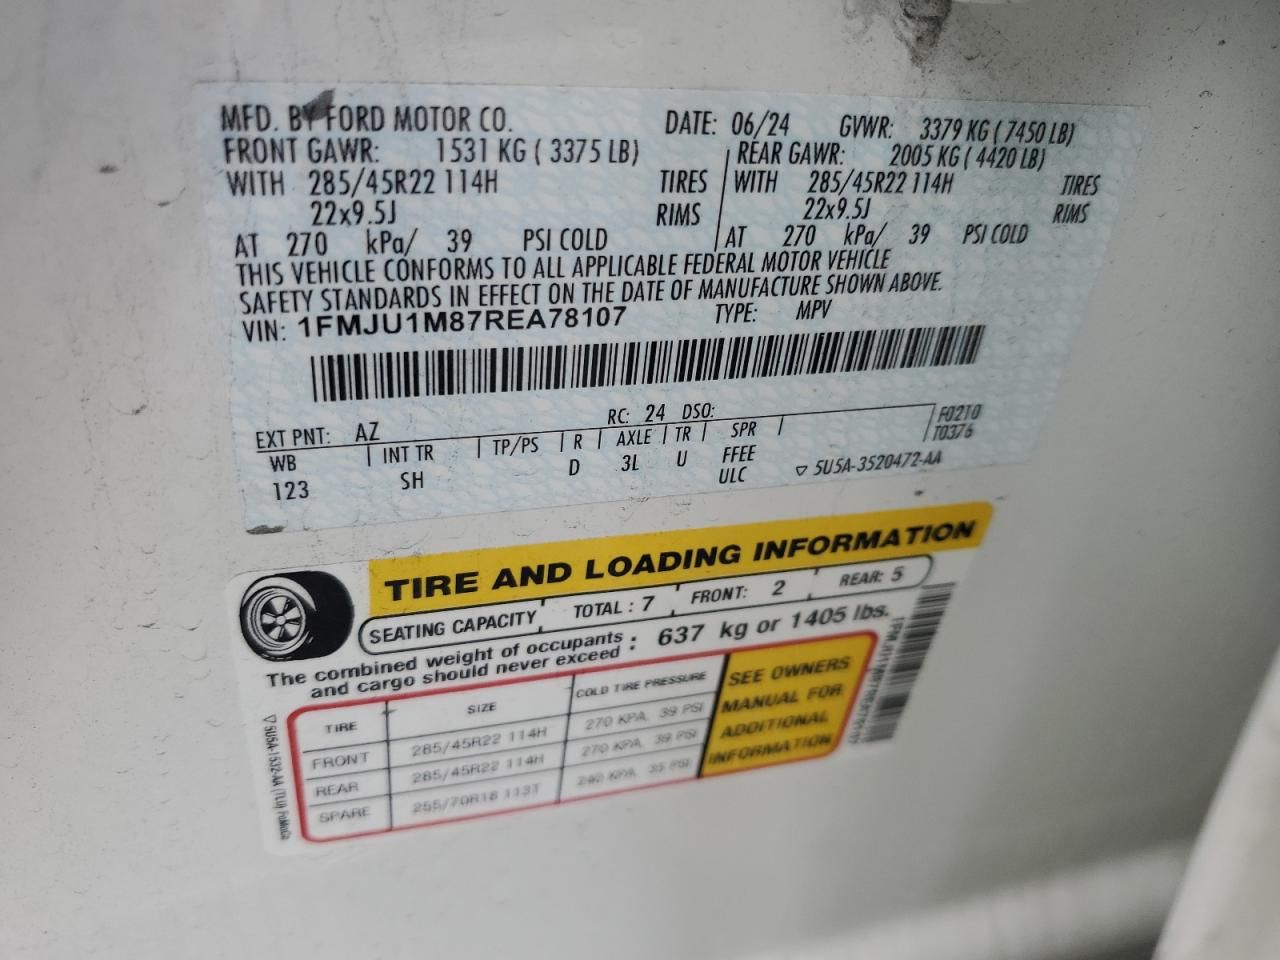 MFD. BY FORD MOTOR CO. DATE: 06/24 GVWR: 3379 KG ( 7450 LB)
FRONT GAWR: 1531 KG ( 3375 LB) REAR GAWR: 2005 KG ( 4420 LB)
WITH 285/45R22 114H TIRES WITH 285/45R22 114H TIRES
22x9.5J RIMS 22x9.5J RIMS
AT 270 kPa/ 39 PSI COLD AT 270 kPa/ 39 PSI COLD
THIS VEHICLE CONFORMS TO ALL APPLICABLE FEDERAL MOTOR VEHICLE
SAFETY STANDARDS IN EFFECT ON THE DATE OF MANUFACTURE SHOWN ABOVE.
VIN: 1FMJU1M87REA78107 TYPE: MPV
EXT PNT: AZ RC: 24 DSO: F0210
WB INT TR TP/PS R AXLE TR SPR T0376
123 SH D 3L U FFEE
ULC ▽ 5U5A-3520472-AA
TIRE AND LOADING INFORMATION
SEATING CAPACITY TOTAL : 7 FRONT: 2 REAR: 5
The combined weight of occupants
and cargo should never exceed : 637 kg or 1405 lbs.
TIRE SIZE COLD TIRE PRESSURE
FRONT 285/45R22 114H 270 KPA, 39 PSI
REAR 285/45R22 114H 270 KPA, 39 PSI
SPARE 255/70R18 113T 240 KPA, 35 PSI
SEE OWNERS
MANUAL FOR
ADDITIONAL
INFORMATION
▽5U5A-1532-AA (TLU) FoMoCo